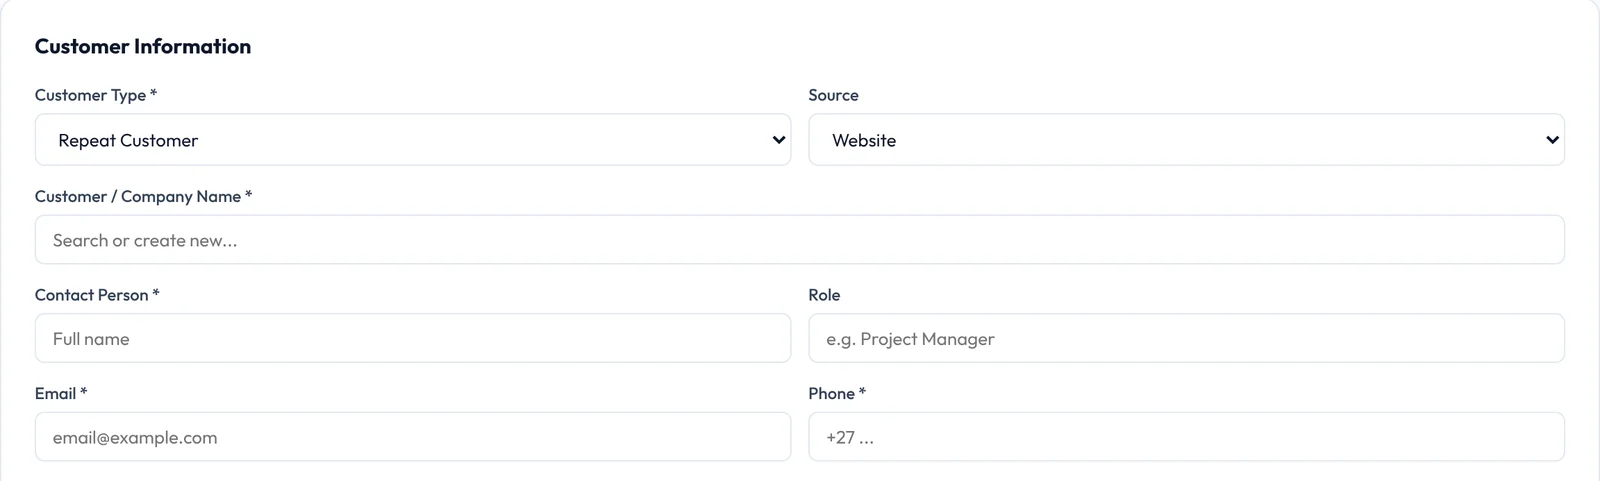 Customer Information
Customer Type *
Source
Repeat Customer
Website
Customer / Company Name *
Search or create new...
Contact Person *
Role
Full name
e.g. Project Manager
Email *
Phone *
email@example.com
+27 ...